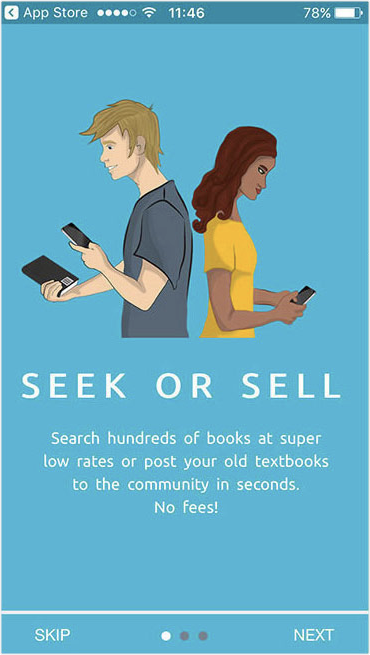 App Store 11:46 78%
SEEK OR SELL
Search hundreds of books at super
low rates or post your old textbooks
to the community in seconds.
No fees!
SKIP NEXT